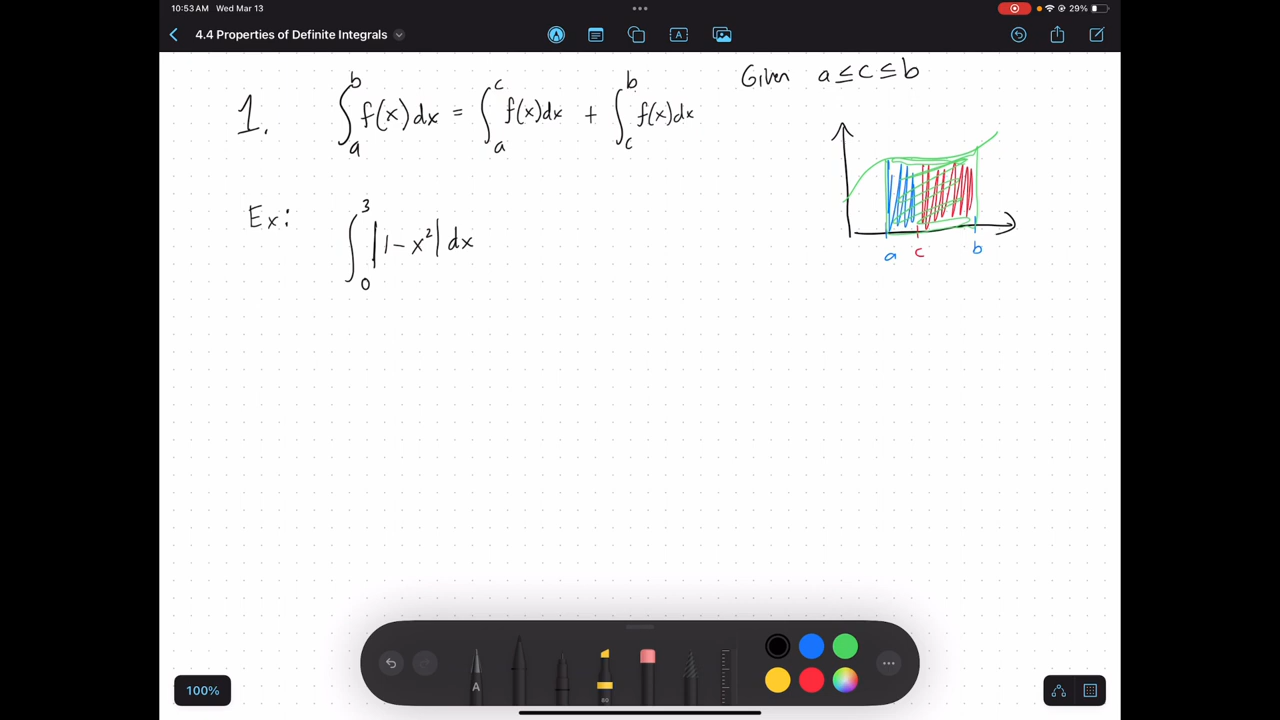 10:53 AM Wed Mar 13
29%
4.4 Properties of Definite Integrals
A
Given a ≤ c ≤ b
1. ∫_a^b f(x)dx = ∫_a^c f(x)dx + ∫_c^b f(x)dx
a c b
Ex: ∫_0^3 |1-x²| dx
A
80
100%